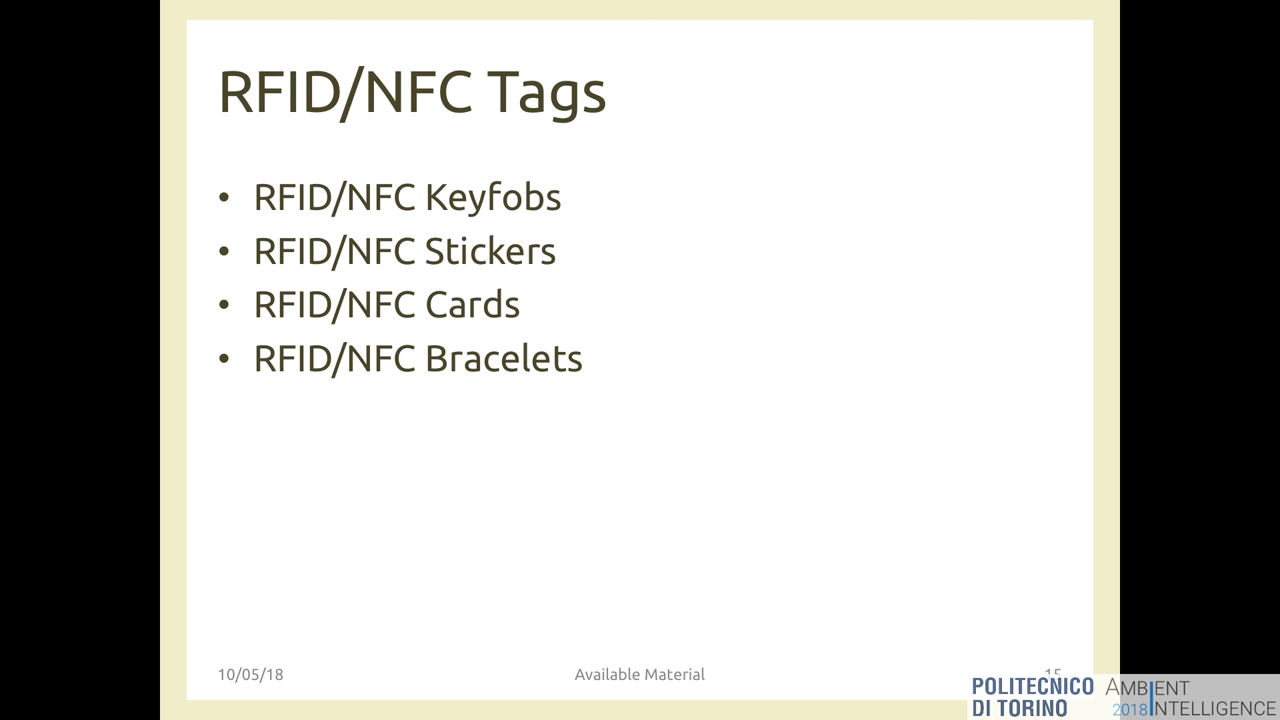 RFID/NFC Tags
• RFID/NFC Keyfobs
• RFID/NFC Stickers
• RFID/NFC Cards
• RFID/NFC Bracelets
10/05/18
Available Material
15
POLITECNICO
DI TORINO
AMBIENT
2018 INTELLIGENCE